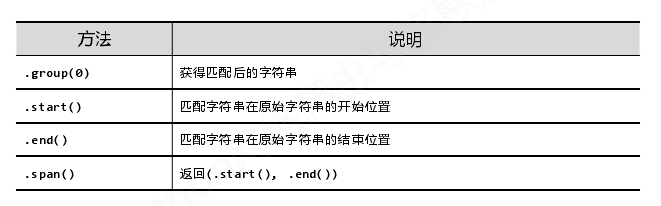 方法 说明
.group(0) 获得匹配后的字符串
.start() 匹配字符串在原始字符串的开始位置
.end() 匹配字符串在原始字符串的结束位置
.span() 返回(.start(), .end())